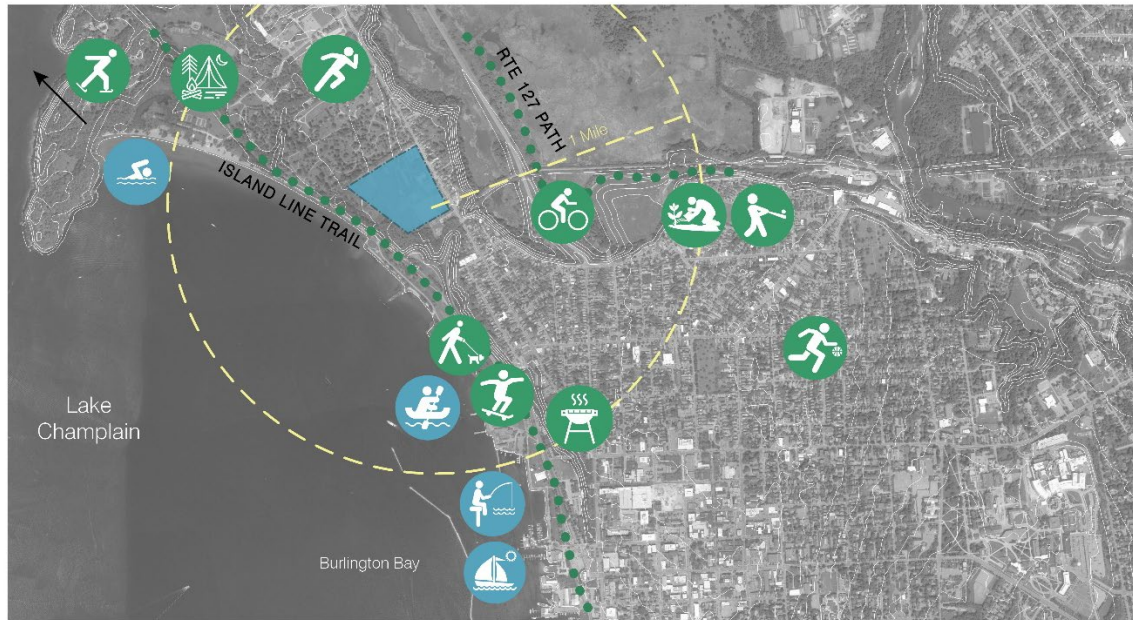 RTE 127 PATH
1 Mile
ISLAND LINE TRAIL
Lake
Champlain
Burlington Bay